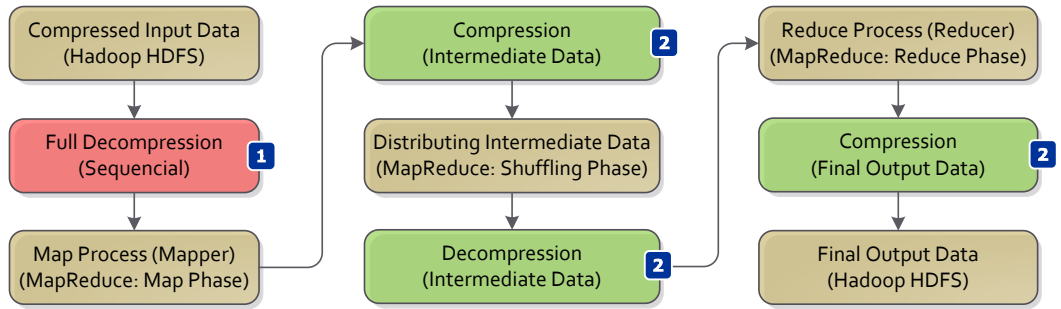 Compressed Input Data
(Hadoop HDFS)
Full Decompression
(Sequencial)
1
Map Process (Mapper)
(MapReduce: Map Phase)
Compression
(Intermediate Data)
2
Distributing Intermediate Data
(MapReduce: Shuffling Phase)
Decompression
(Intermediate Data)
2
Reduce Process (Reducer)
(MapReduce: Reduce Phase)
Compression
(Final Output Data)
2
Final Output Data
(Hadoop HDFS)